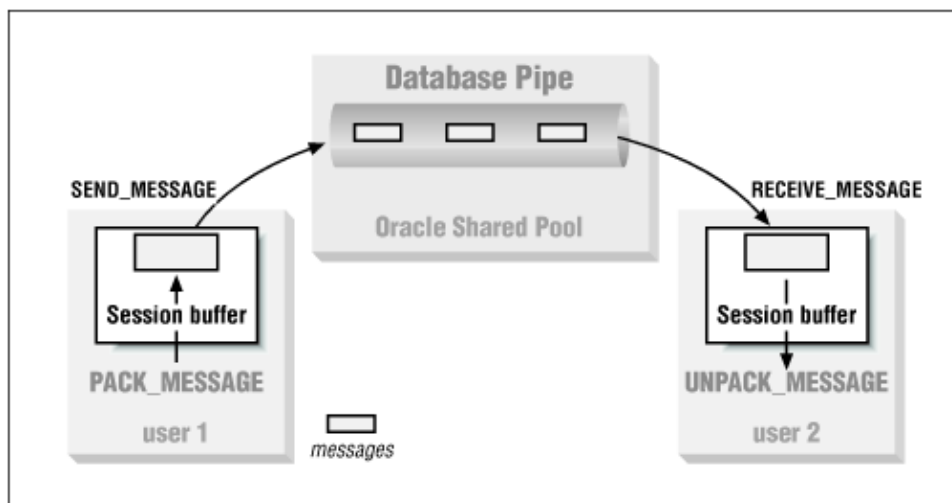 Database Pipe
SEND_MESSAGE
RECEIVE_MESSAGE
Oracle Shared Pool
Session buffer
Session buffer
PACK_MESSAGE
UNPACK_MESSAGE
user 1
user 2
messages